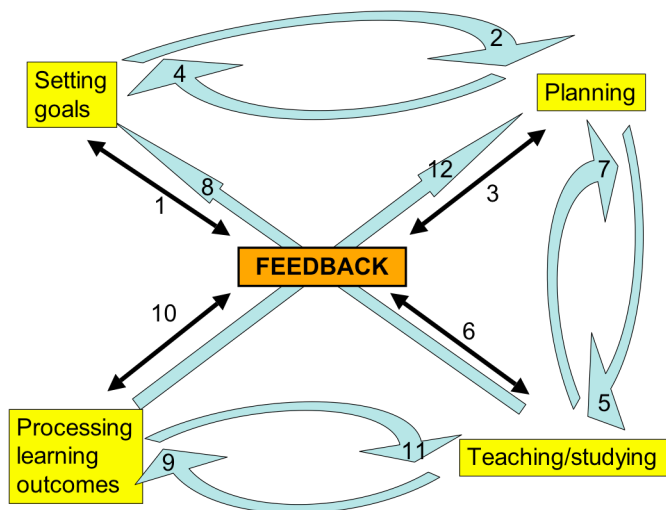 2
4
Setting
goals
Planning
7
8
12
1
3
FEEDBACK
10
6
5
Processing
learning
outcomes
9
11
Teaching/studying